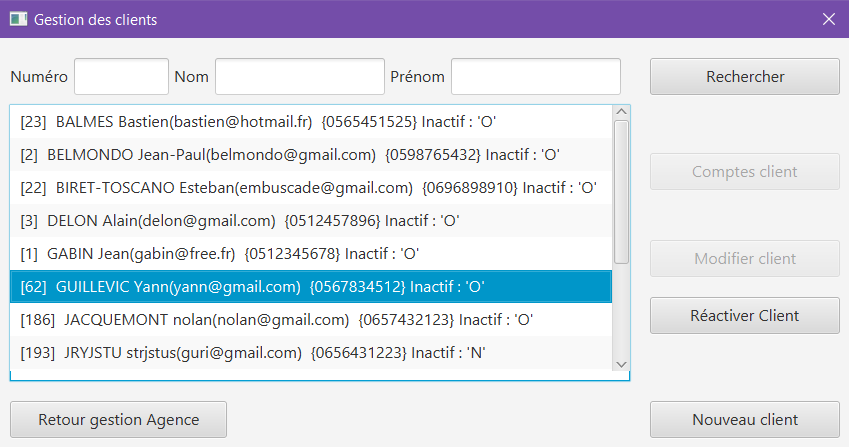 Gestion des clients
Numéro Nom Prénom Rechercher
[23] BALMES Bastien(bastien@hotmail.fr) {0565451525} Inactif : 'O'
[2] BELMONDO Jean-Paul(belmondo@gmail.com) {0598765432} Inactif : 'O'
Comptes client
[22] BIRET-TOSCANO Esteban(embuscade@gmail.com) {0696898910} Inactif : 'O'
[3] DELON Alain(delon@gmail.com) {0512457896} Inactif : 'O'
[1] GABIN Jean(gabin@free.fr) {0512345678} Inactif : 'O'
Modifier client
[62] GUILLEVIC Yann(yann@gmail.com) {0567834512} Inactif : 'O'
[186] JACQUEMONT nolan(nolan@gmail.com) {0657432123} Inactif : 'O'
Réactiver Client
[193] JRYJSTU strjstus(guri@gmail.com) {0656431223} Inactif : 'N'
Retour gestion Agence Nouveau client